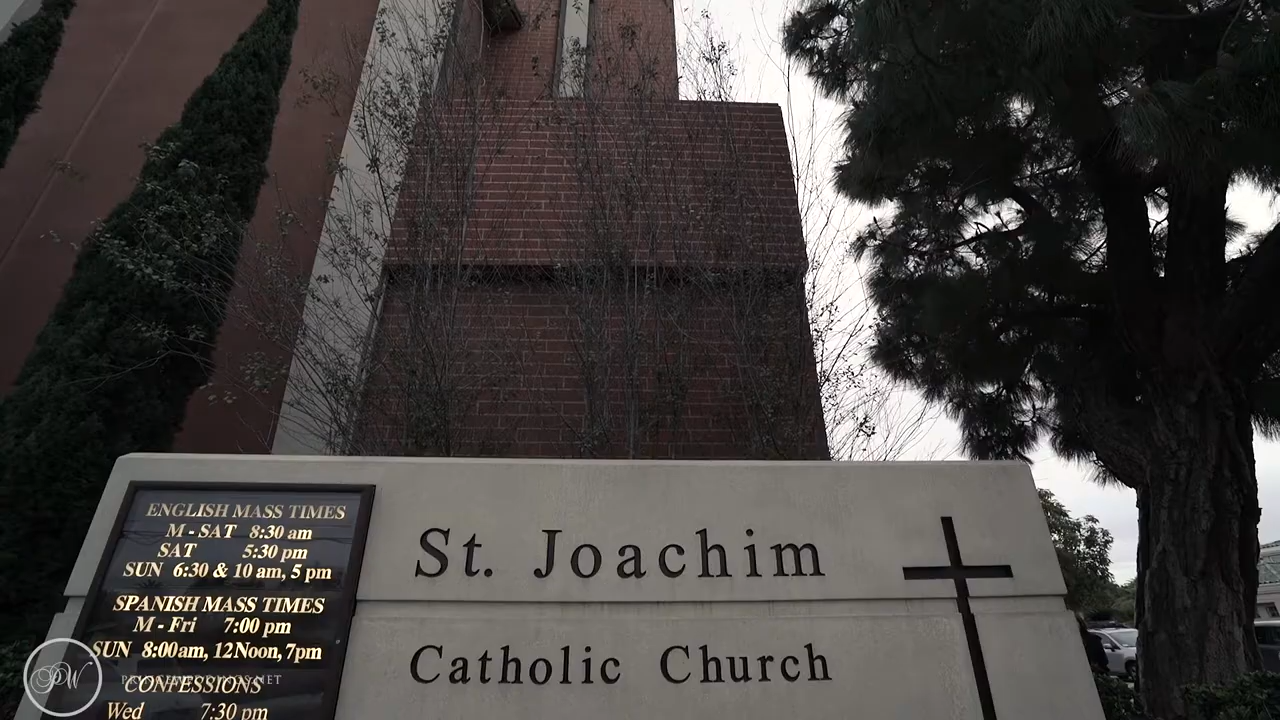 ENGLISH MASS TIMES
M - SAT 8:30 am
SAT 5:30 pm
SUN 6:30 & 10 am, 5 pm
SPANISH MASS TIMES
M - Fri 7:00 pm
SUN 8:00am, 12Noon, 7pm
CONFESSIONS
Wed 7:30 pm
St. Joachim
Catholic Church
PW